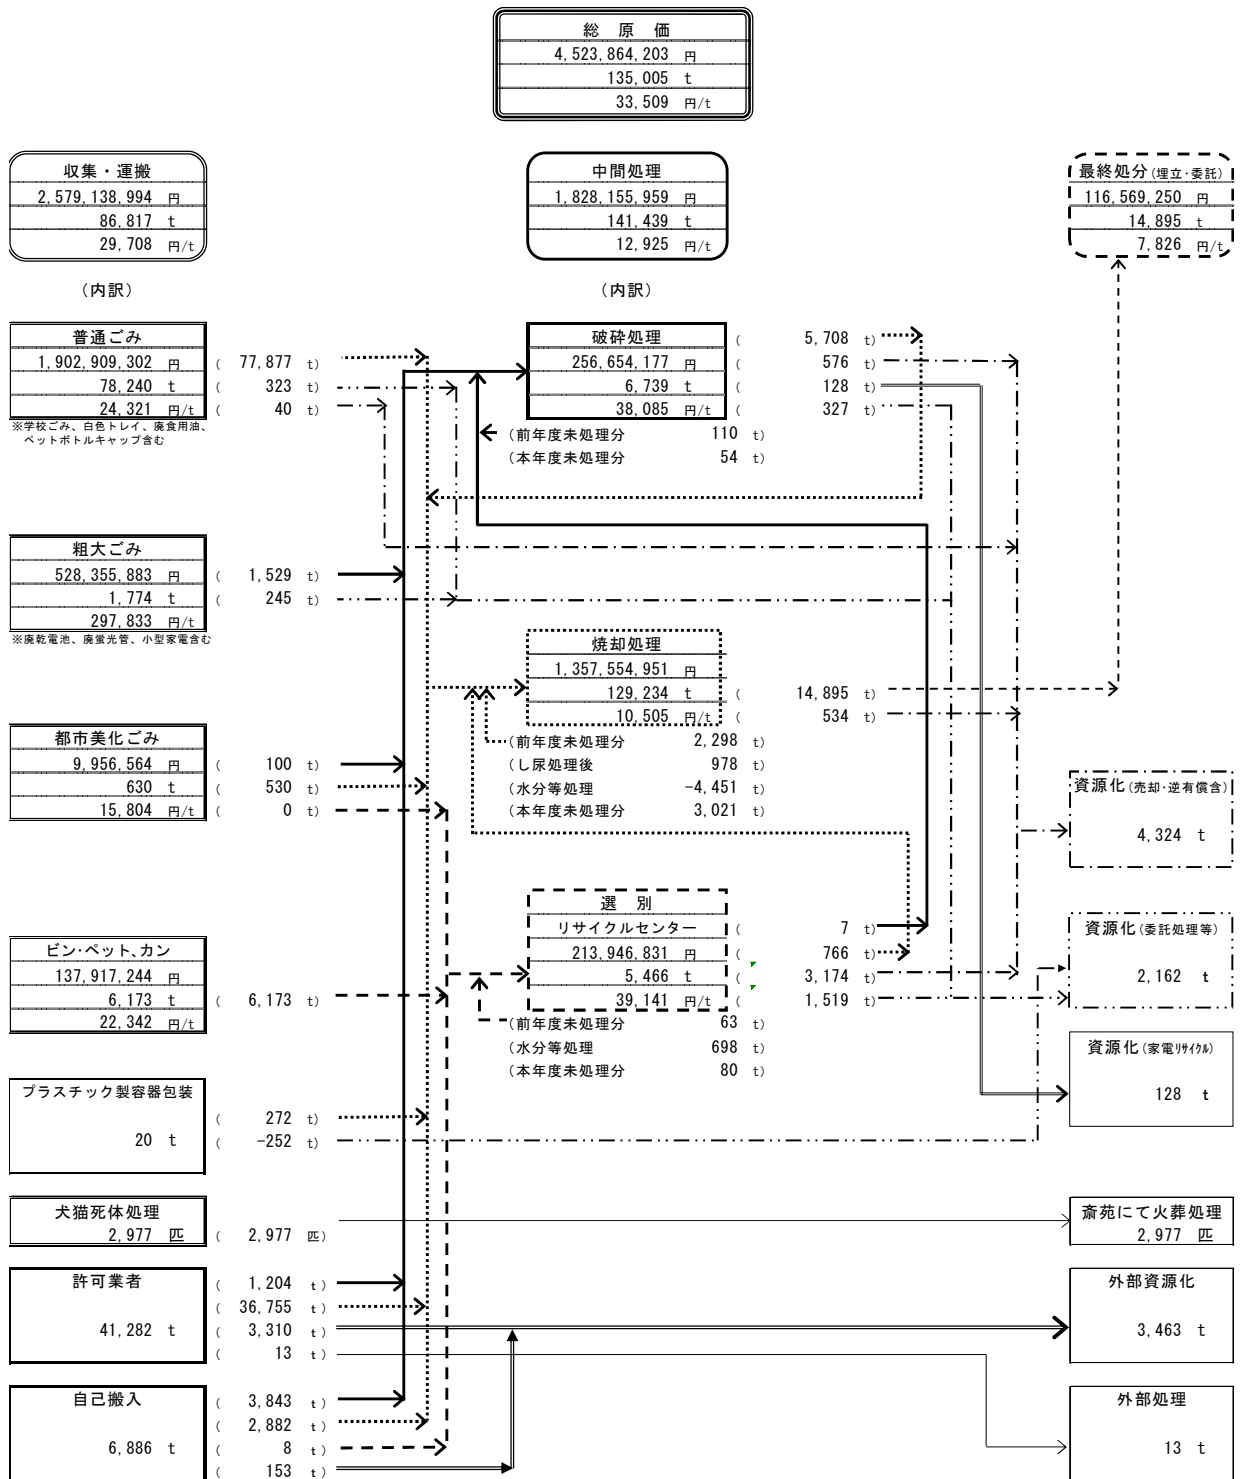 総 原 価
4,523,864,203 円
135,005 t
33,509 円/t
収集・運搬
2,579,138,994 円
86,817 t
29,708 円/t
中間処理
1,828,155,959 円
141,439 t
12,925 円/t
最終処分(埋立・委託)
116,569,250 円
14,895 t
7,826 円/t
(内訳)
(内訳)
普通ごみ
1,902,909,302 円 ( 77,877 t)
78,240 t ( 323 t)
24,321 円/t ( 40 t)
※学校ごみ、白色トレイ、廃食用油、
ペットボトルキャップ含む
破砕処理 ( 5,708 t)
256,654,177 円 ( 576 t)
6,739 t ( 128 t)
38,085 円/t ( 327 t)
(前年度未処理分 110 t)
(本年度未処理分 54 t)
粗大ごみ
528,355,883 円 ( 1,529 t)
1,774 t ( 245 t)
297,833 円/t
※廃乾電池、廃蛍光管、小型家電含む
焼却処理
1,357,554,951 円
129,234 t ( 14,895 t)
10,505 円/t ( 534 t)
(前年度未処理分 2,298 t)
(し尿処理後 978 t)
(水分等処理 -4,451 t)
(本年度未処理分 3,021 t)
都市美化ごみ
9,956,564 円 ( 100 t)
630 t ( 530 t)
15,804 円/t ( 0 t)
資源化(売却・逆有償含)
4,324 t
選 別
リサイクルセンター ( 7 t)
213,946,831 円 ( 766 t)
5,466 t ( 3,174 t)
39,141 円/t ( 1,519 t)
(前年度未処理分 63 t)
(水分等処理 698 t)
(本年度未処理分 80 t)
ビン・ペット、カン
137,917,244 円
6,173 t ( 6,173 t)
22,342 円/t
資源化(委託処理等)
2,162 t
資源化(家電リサイクル)
128 t
プラスチック製容器包装
( 272 t)
20 t ( -252 t)
犬猫死体処理
2,977 匹 ( 2,977 匹)
斎苑にて火葬処理
2,977 匹
許可業者 ( 1,204 t)
( 36,755 t)
41,282 t ( 3,310 t)
( 13 t)
外部資源化
3,463 t
自己搬入 ( 3,843 t)
( 2,882 t)
6,886 t ( 8 t)
( 153 t)
外部処理
13 t